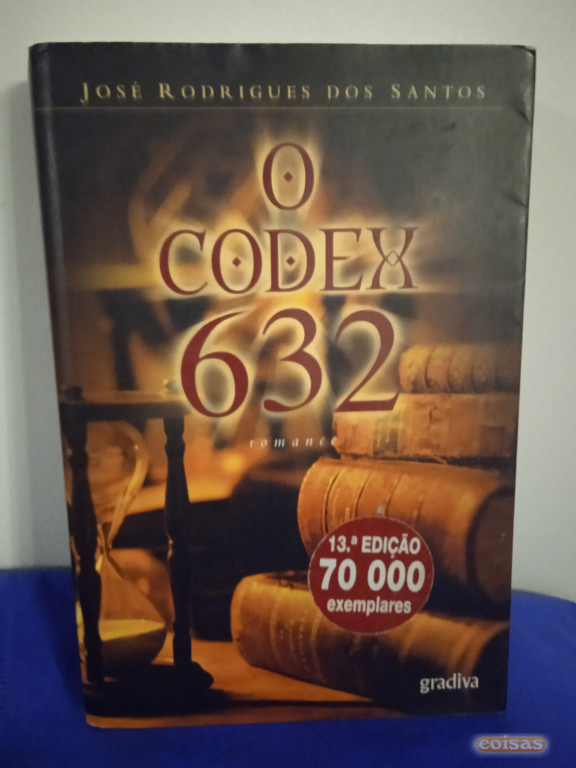 JOSÉ RODRIGUES DOS SANTOS
O
CODEX
632
romance
13.ª EDIÇÃO
70 000
exemplares
gradiva
coisas